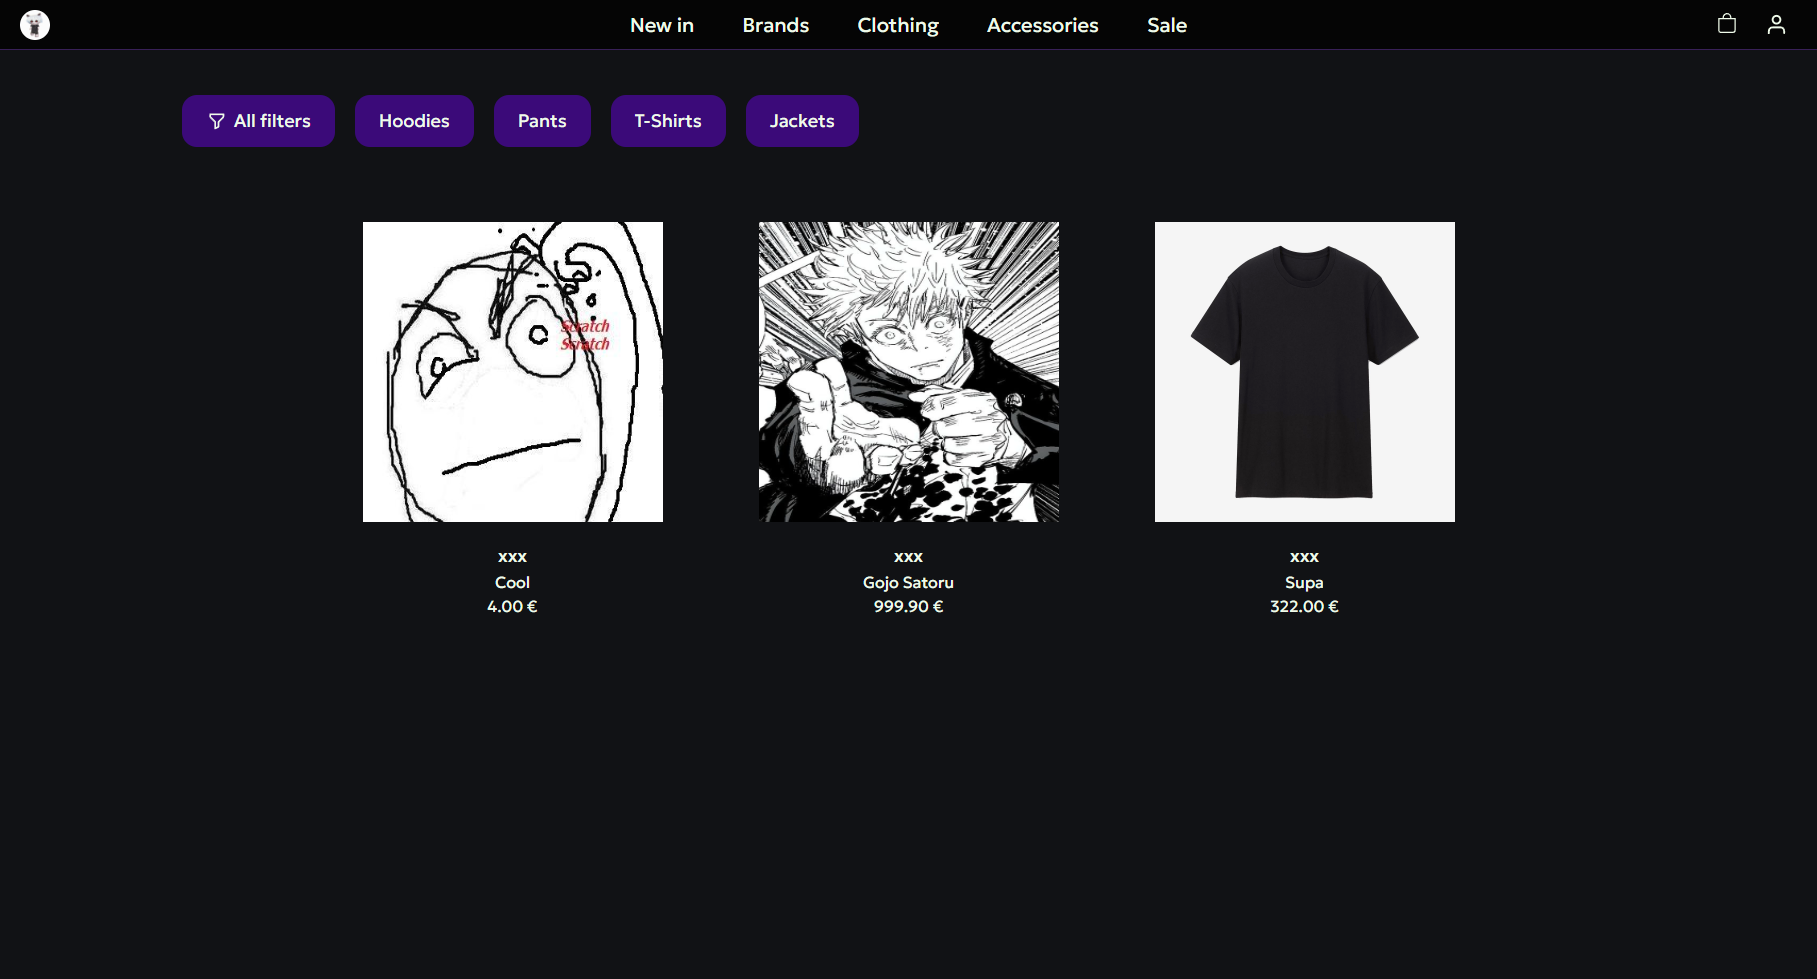 New in Brands Clothing Accessories Sale
All filters Hoodies Pants T-Shirts Jackets
Scratch
Scratch
xxx
Cool
4.00 €
xxx
Gojo Satoru
999.90 €
xxx
Supa
322.00 €